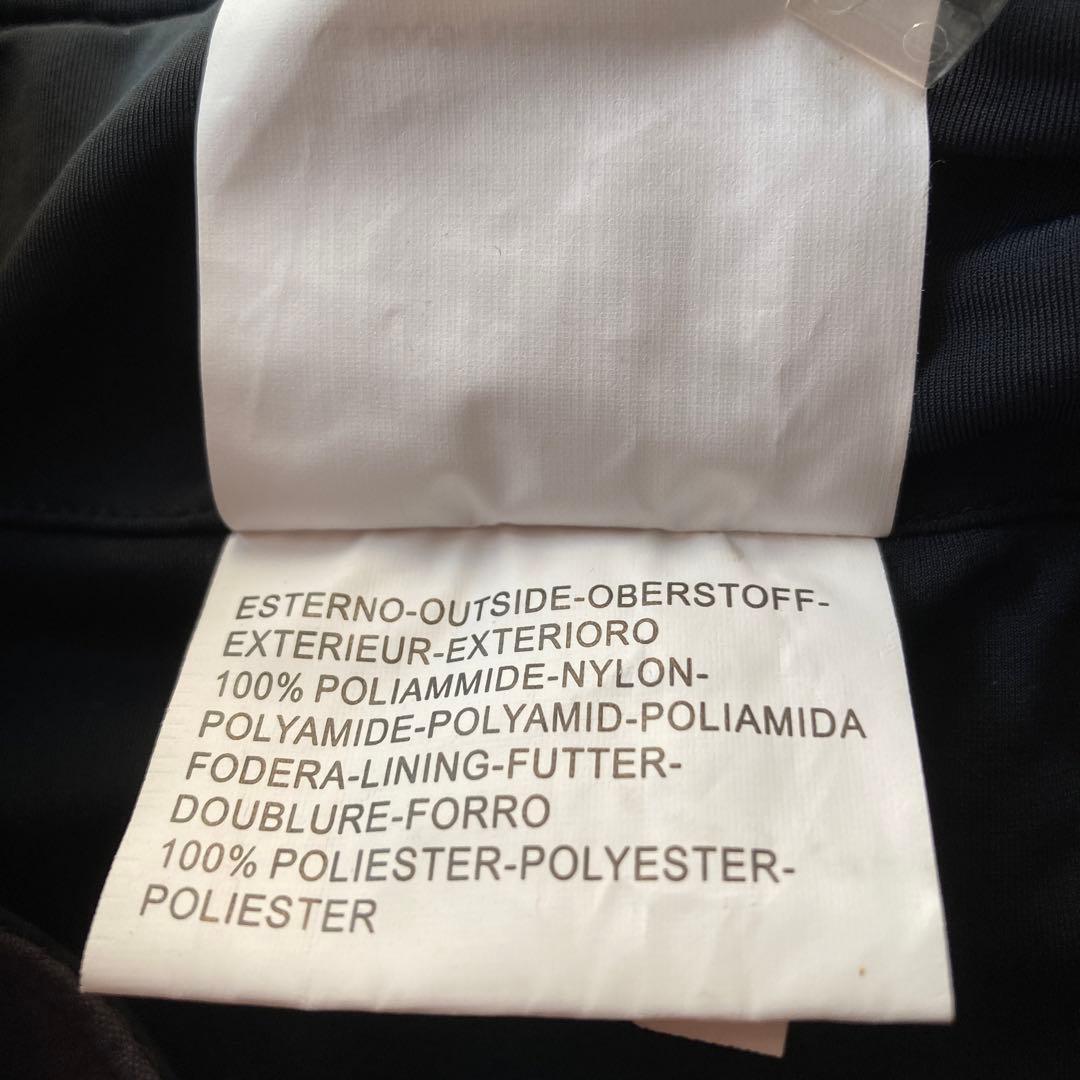 ESTERNO-OUTSIDE-OBERSTOFF-
EXTERIEUR-EXTERIORO
100% POLIAMMIDE-NYLON-
POLYAMIDE-POLYAMID-POLIAMIDA
FODERA-LINING-FUTTER-
DOUBLURE-FORRO
100% POLIESTER-POLYESTER-
POLIESTER